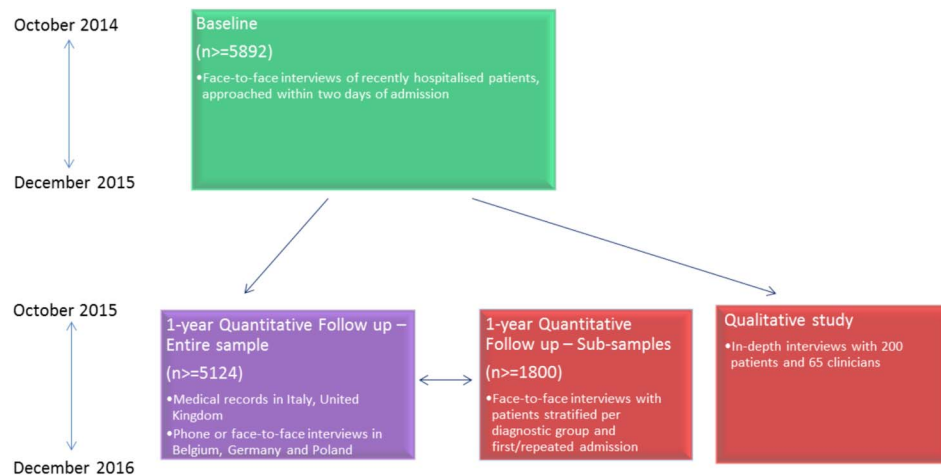 October 2014
December 2015
Baseline
(n>=5892)
•Face-to-face interviews of recently hospitalised patients,
approached within two days of admission
October 2015
December 2016
1-year Quantitative Follow up –
Entire sample
(n>=5124)
•Medical records in Italy, United
Kingdom
•Phone or face-to-face interviews in
Belgium, Germany and Poland
1-year Quantitative
Follow up – Sub-samples
(n>=1800)
•Face-to-face interviews with
patients stratified per
diagnostic group and
first/repeated admission
Qualitative study
•In-depth interviews with 200
patients and 65 clinicians